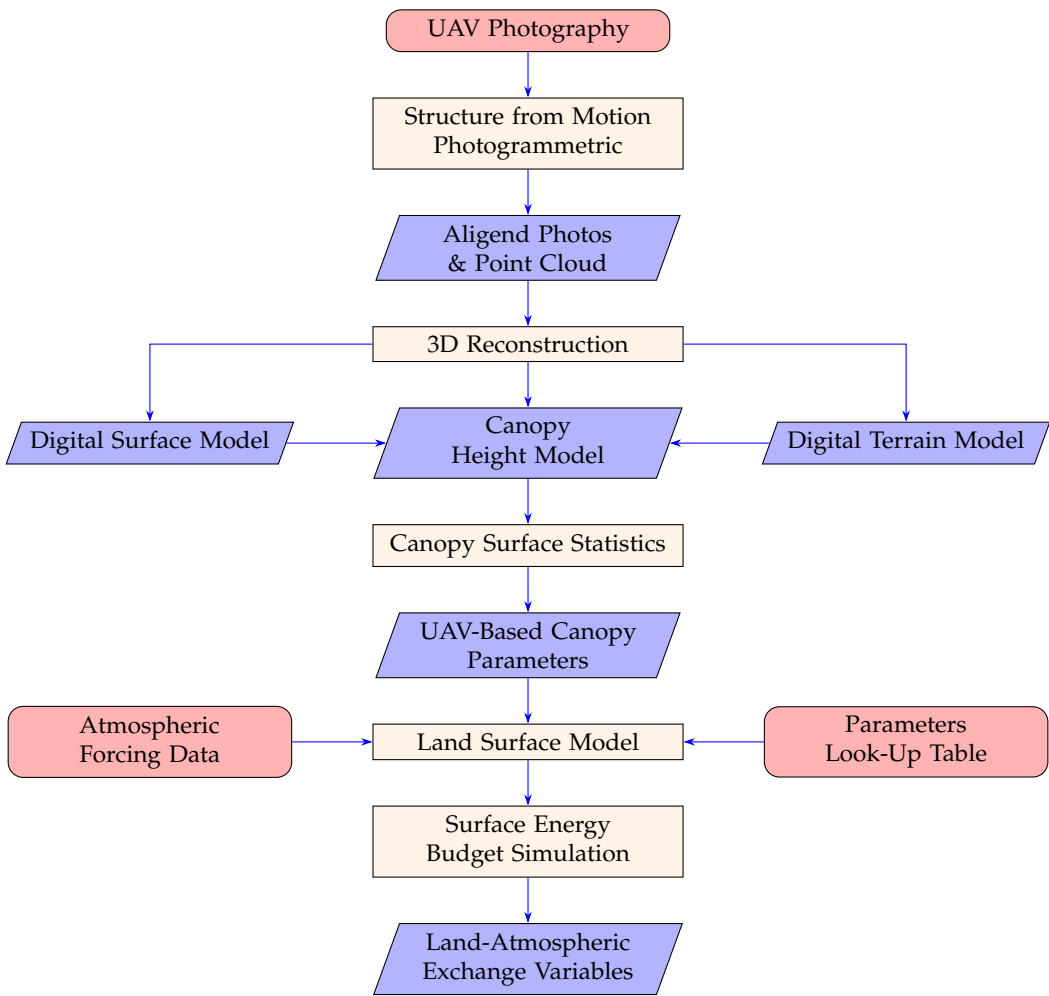 UAV Photography
Structure from Motion
Photogrammetric
Aligend Photos
& Point Cloud
3D Reconstruction
Digital Surface Model
Canopy
Height Model
Digital Terrain Model
Canopy Surface Statistics
UAV-Based Canopy
Parameters
Atmospheric
Forcing Data
Land Surface Model
Parameters
Look-Up Table
Surface Energy
Budget Simulation
Land-Atmospheric
Exchange Variables